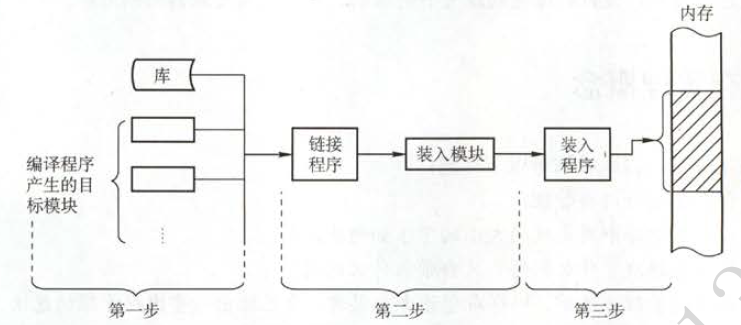 内存
库
编译程序
产生的目
标模块
链接
程序
装入模块
装入
程序
第一步
第二步
第三步